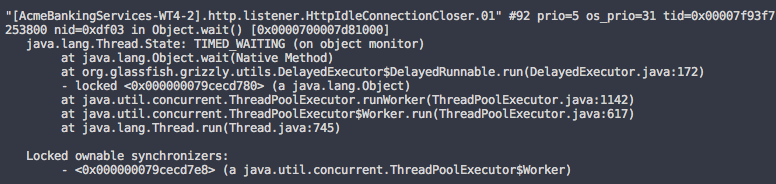 "[AcmeBankingServices-WT4-2].http.listener.HttpIdleConnectionCloser.01" #92 prio=5 os_prio=31 tid=0x00007f93f7
253800 nid=0xdf03 in Object.wait() [0x0000700007d81000]
java.lang.Thread.State: TIMED_WAITING (on object monitor)
at java.lang.Object.wait(Native Method)
at org.glassfish.grizzly.utils.DelayedExecutor$DelayedRunnable.run(DelayedExecutor.java:172)
- locked <0x000000079cecd780> (a java.lang.Object)
at java.util.concurrent.ThreadPoolExecutor.runWorker(ThreadPoolExecutor.java:1142)
at java.util.concurrent.ThreadPoolExecutor$Worker.run(ThreadPoolExecutor.java:617)
at java.lang.Thread.run(Thread.java:745)
Locked ownable synchronizers:
- <0x000000079cecd7e8> (a java.util.concurrent.ThreadPoolExecutor$Worker)